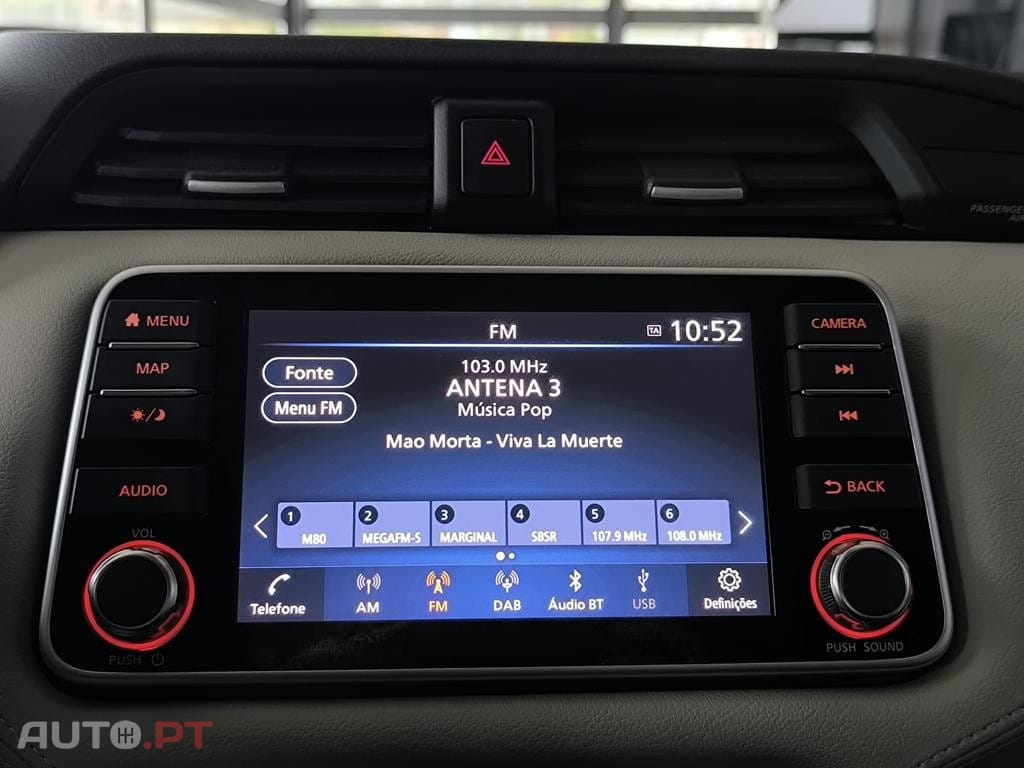 PASSENGER
AIR
MENU
MAP
AUDIO
VOL
PUSH
FM
TA 10:52
Fonte
Menu FM
103.0 MHz
ANTENA 3
Música Pop
Mao Morta - Viva La Muerte
1 M80
2 MEGAFM-S
3 MARGINAL
4 SBSR
5 107.9 MHz
6 108.0 MHz
Telefone
AM
FM
DAB
Áudio BT
USB
Definições
CAMERA
BACK
PUSH SOUND
AUTO.PT